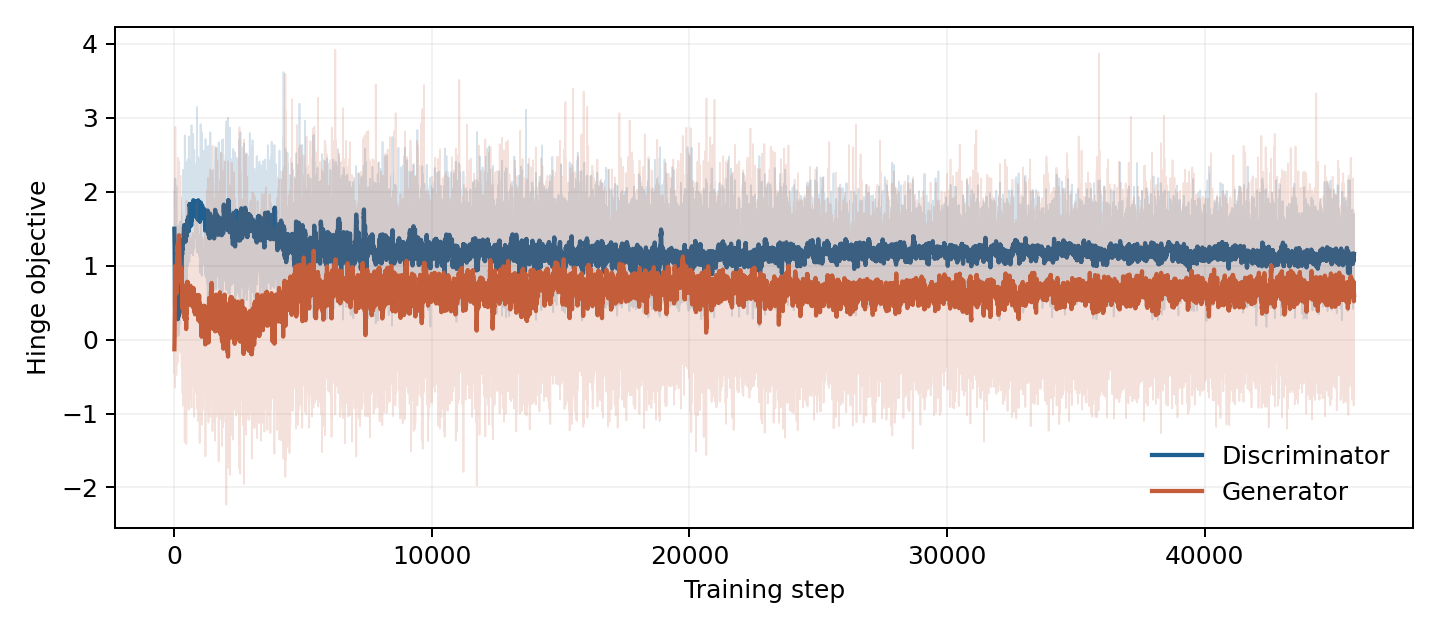 4
3
2
1
0
−1
−2
Hinge objective
Discriminator
Generator
0 10000 20000 30000 40000
Training step